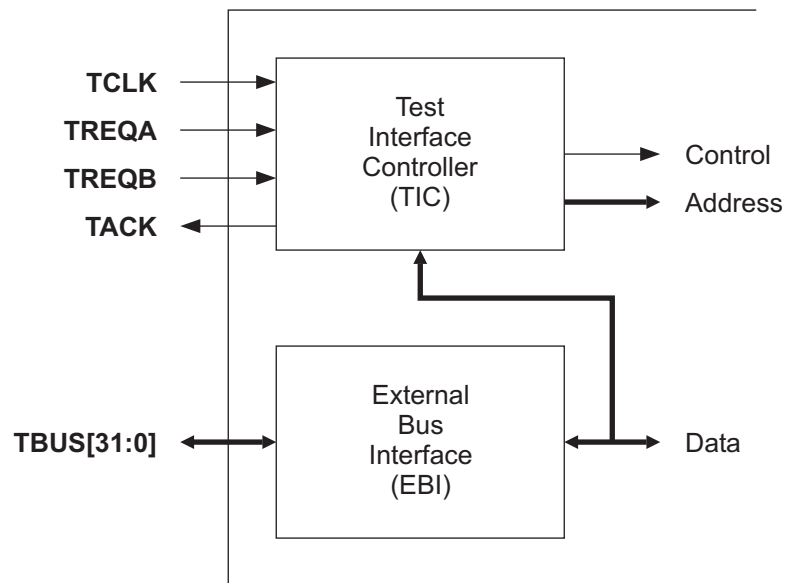 TCLK
TREQA
TREQB
TACK
Test
Interface
Controller
(TIC)
Control
Address
TBUS[31:0]
External
Bus
Interface
(EBI)
Data